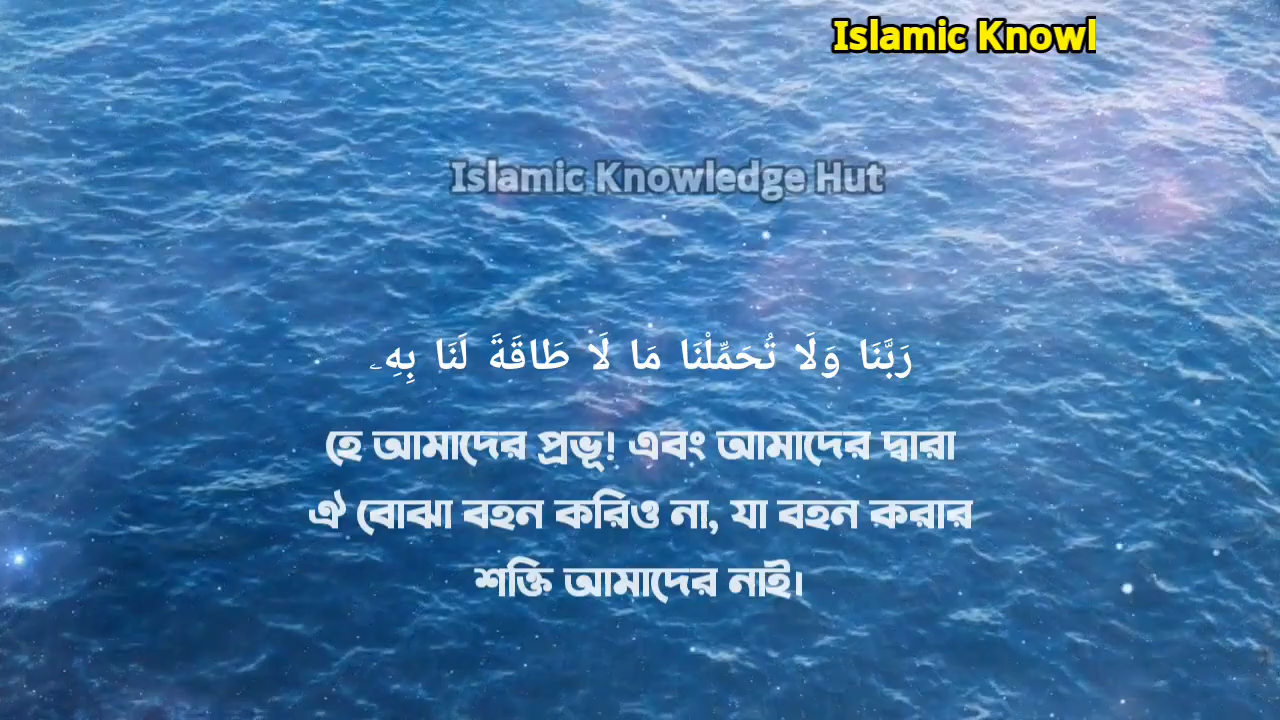 Islamic Knowl
Islamic Knowledge Hut
رَبَّنَا وَلَا تُحَمِّلْنَا مَا لَا طَاقَةَ لَنَا بِهِۦ
হে আমাদের প্রভূ! এবং আমাদের দ্বারা
ঐ বোঝা বহন করিও না, যা বহন করার
শক্তি আমাদের নাই।